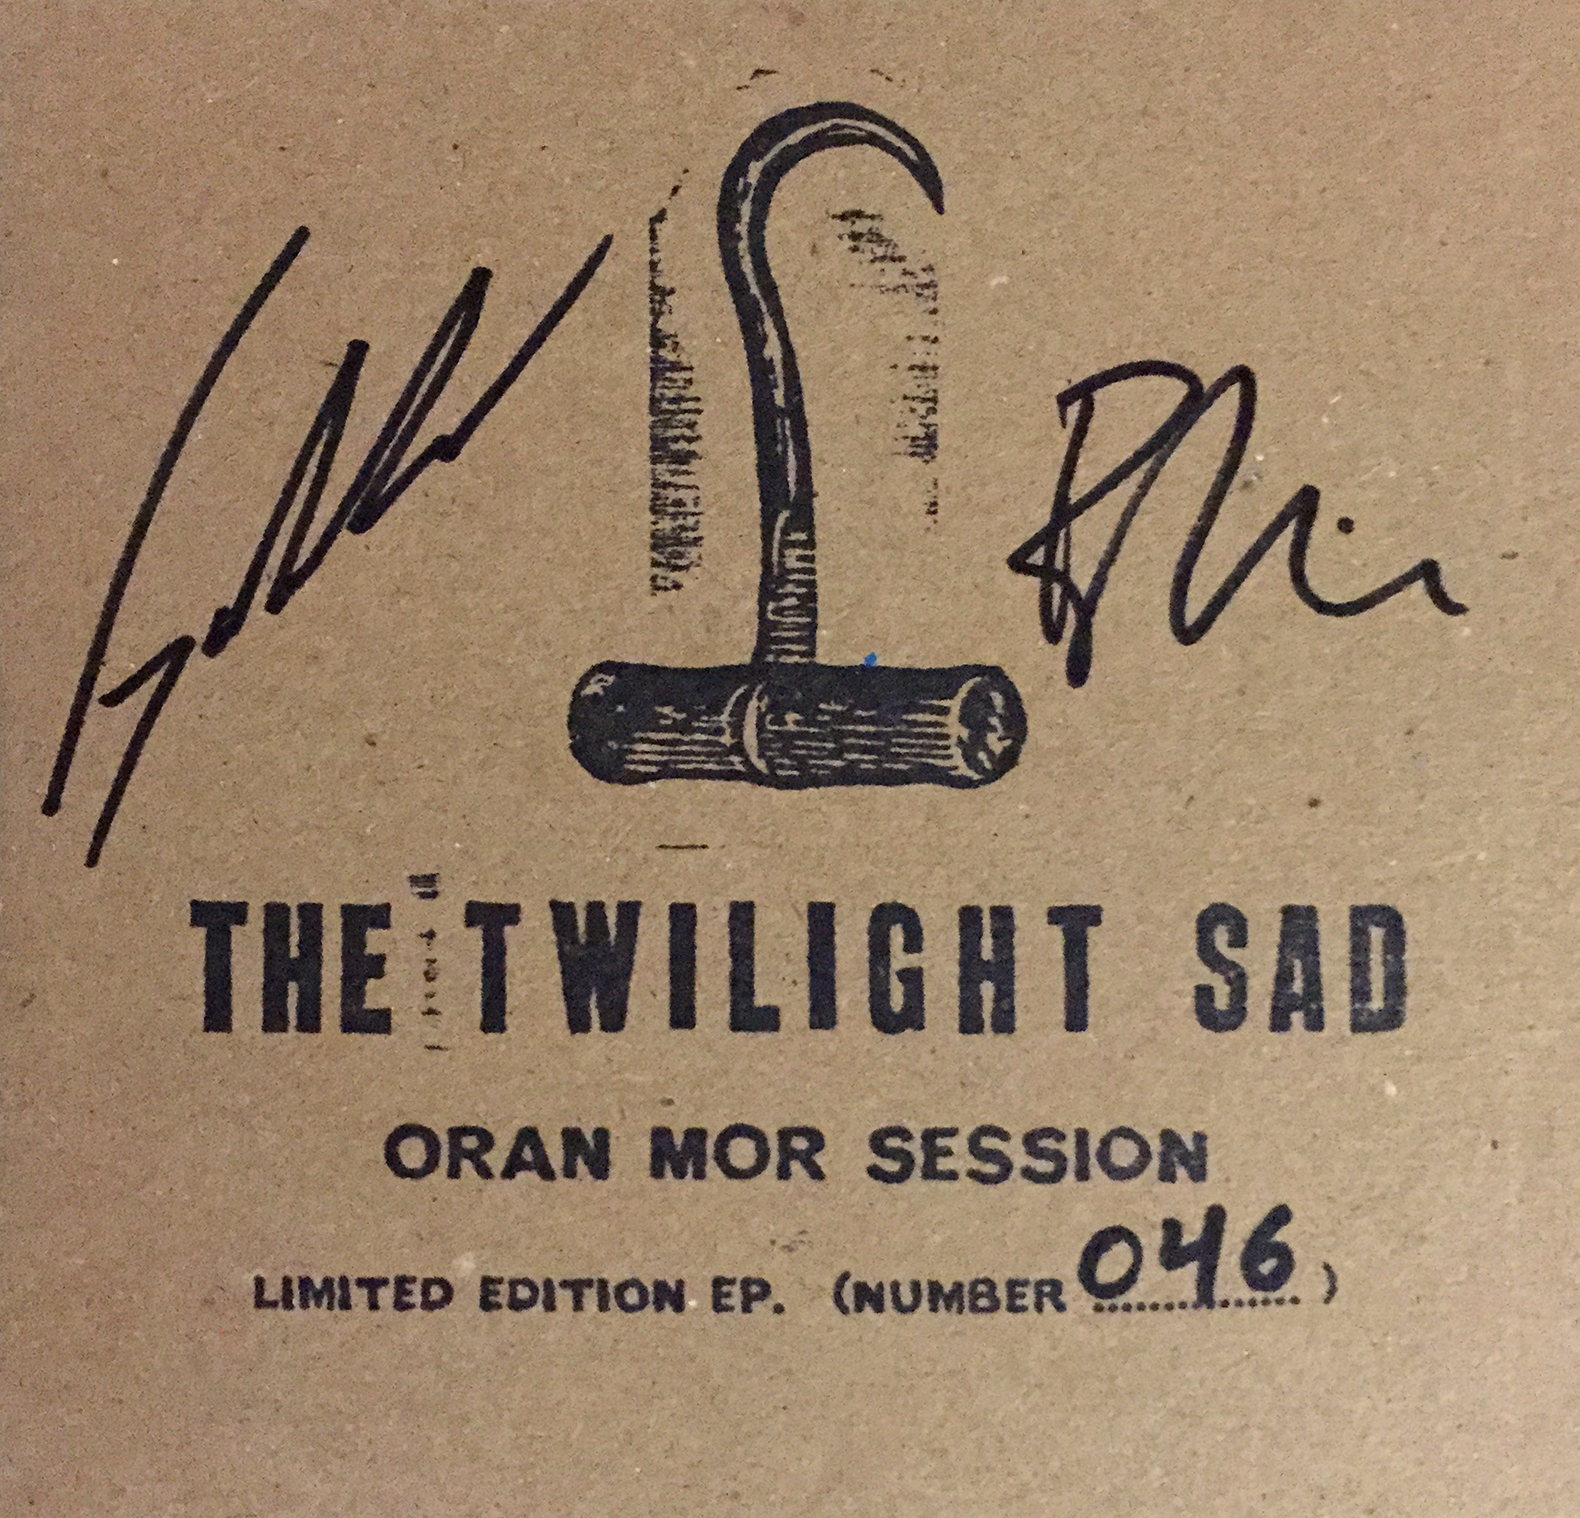 THE TWILIGHT SAD
ORAN MOR SESSION
LIMITED EDITION EP. (NUMBER 046)